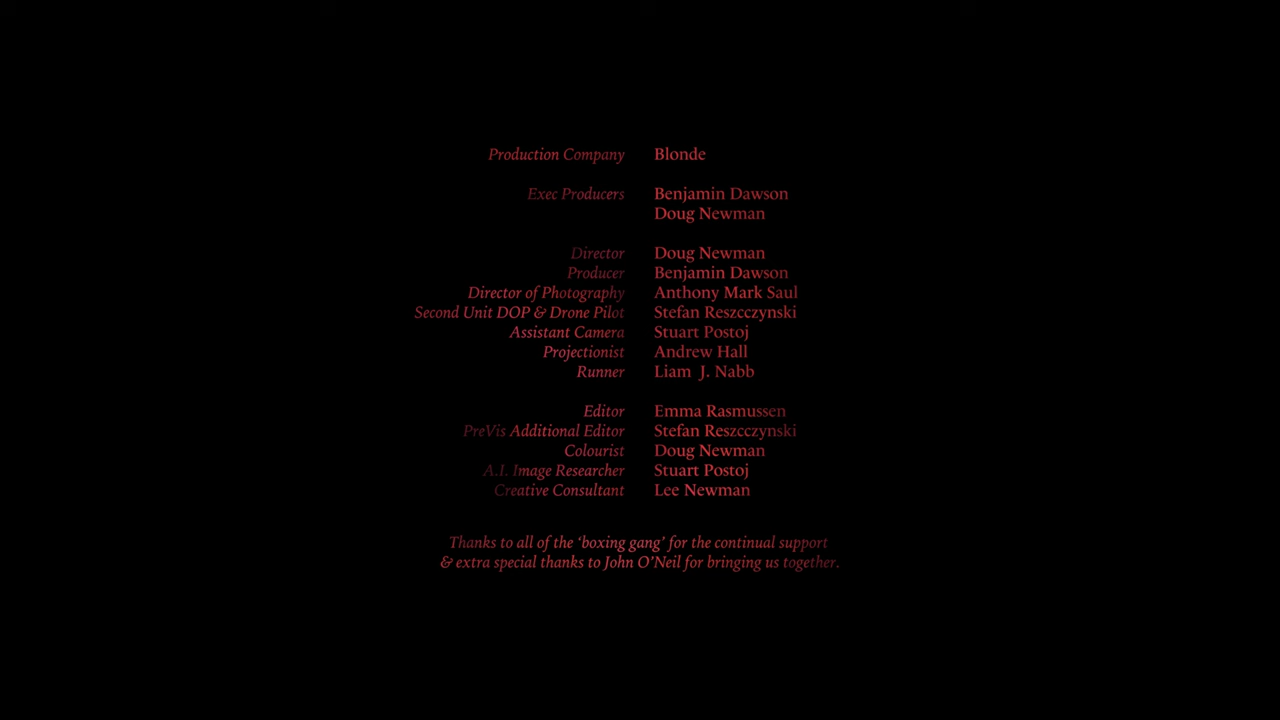 Production Company Blonde
Exec Producers Benjamin Dawson
Doug Newman
Director Doug Newman
Producer Benjamin Dawson
Director of Photography Anthony Mark Saul
Second Unit DOP & Drone Pilot Stefan Reszcczynski
Assistant Camera Stuart Postoj
Projectionist Andrew Hall
Runner Liam J. Nabb
Editor Emma Rasmussen
PreVis Additional Editor Stefan Reszcczynski
Colourist Doug Newman
A.I. Image Researcher Stuart Postoj
Creative Consultant Lee Newman
Thanks to all of the ‘boxing gang’ for the continual support
& extra special thanks to John O’Neil for bringing us together.